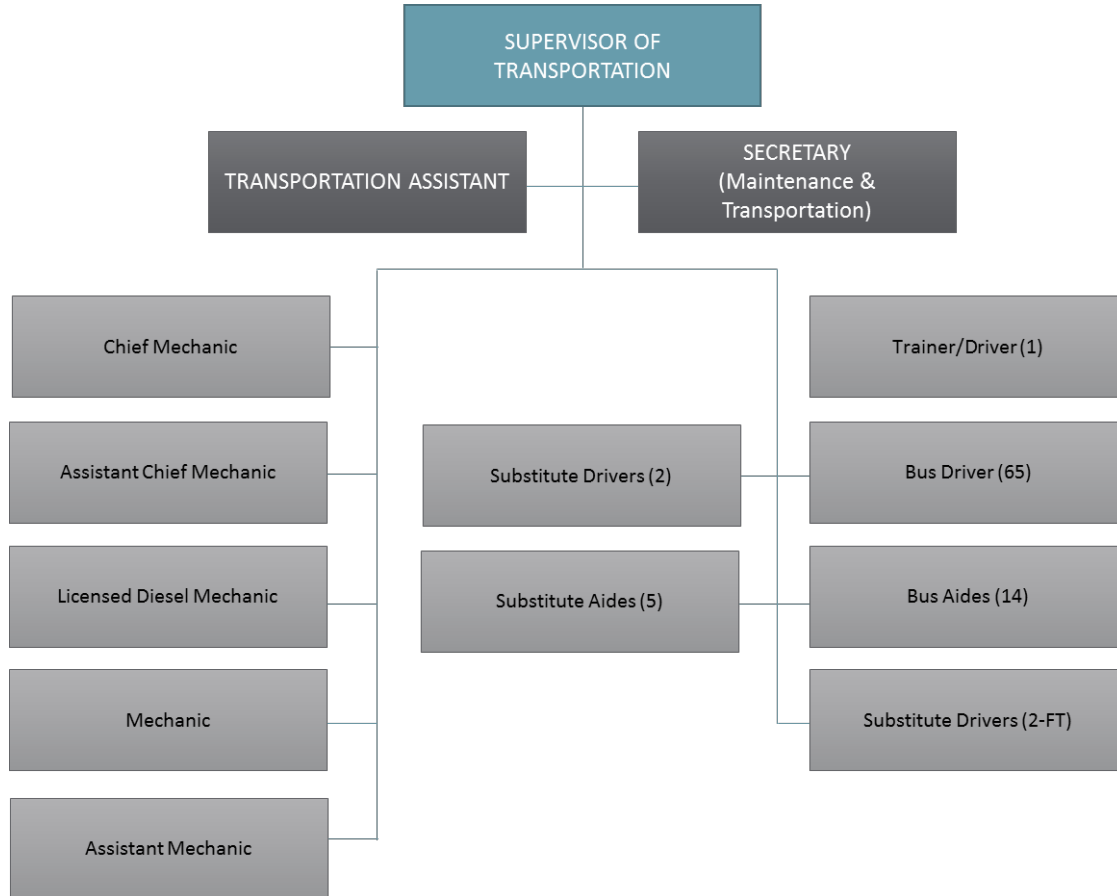 SUPERVISOR OF
TRANSPORTATION
TRANSPORTATION ASSISTANT
SECRETARY
(Maintenance &
Transportation)
Chief Mechanic
Trainer/Driver (1)
Assistant Chief Mechanic
Substitute Drivers (2)
Bus Driver (65)
Licensed Diesel Mechanic
Substitute Aides (5)
Bus Aides (14)
Mechanic
Substitute Drivers (2-FT)
Assistant Mechanic